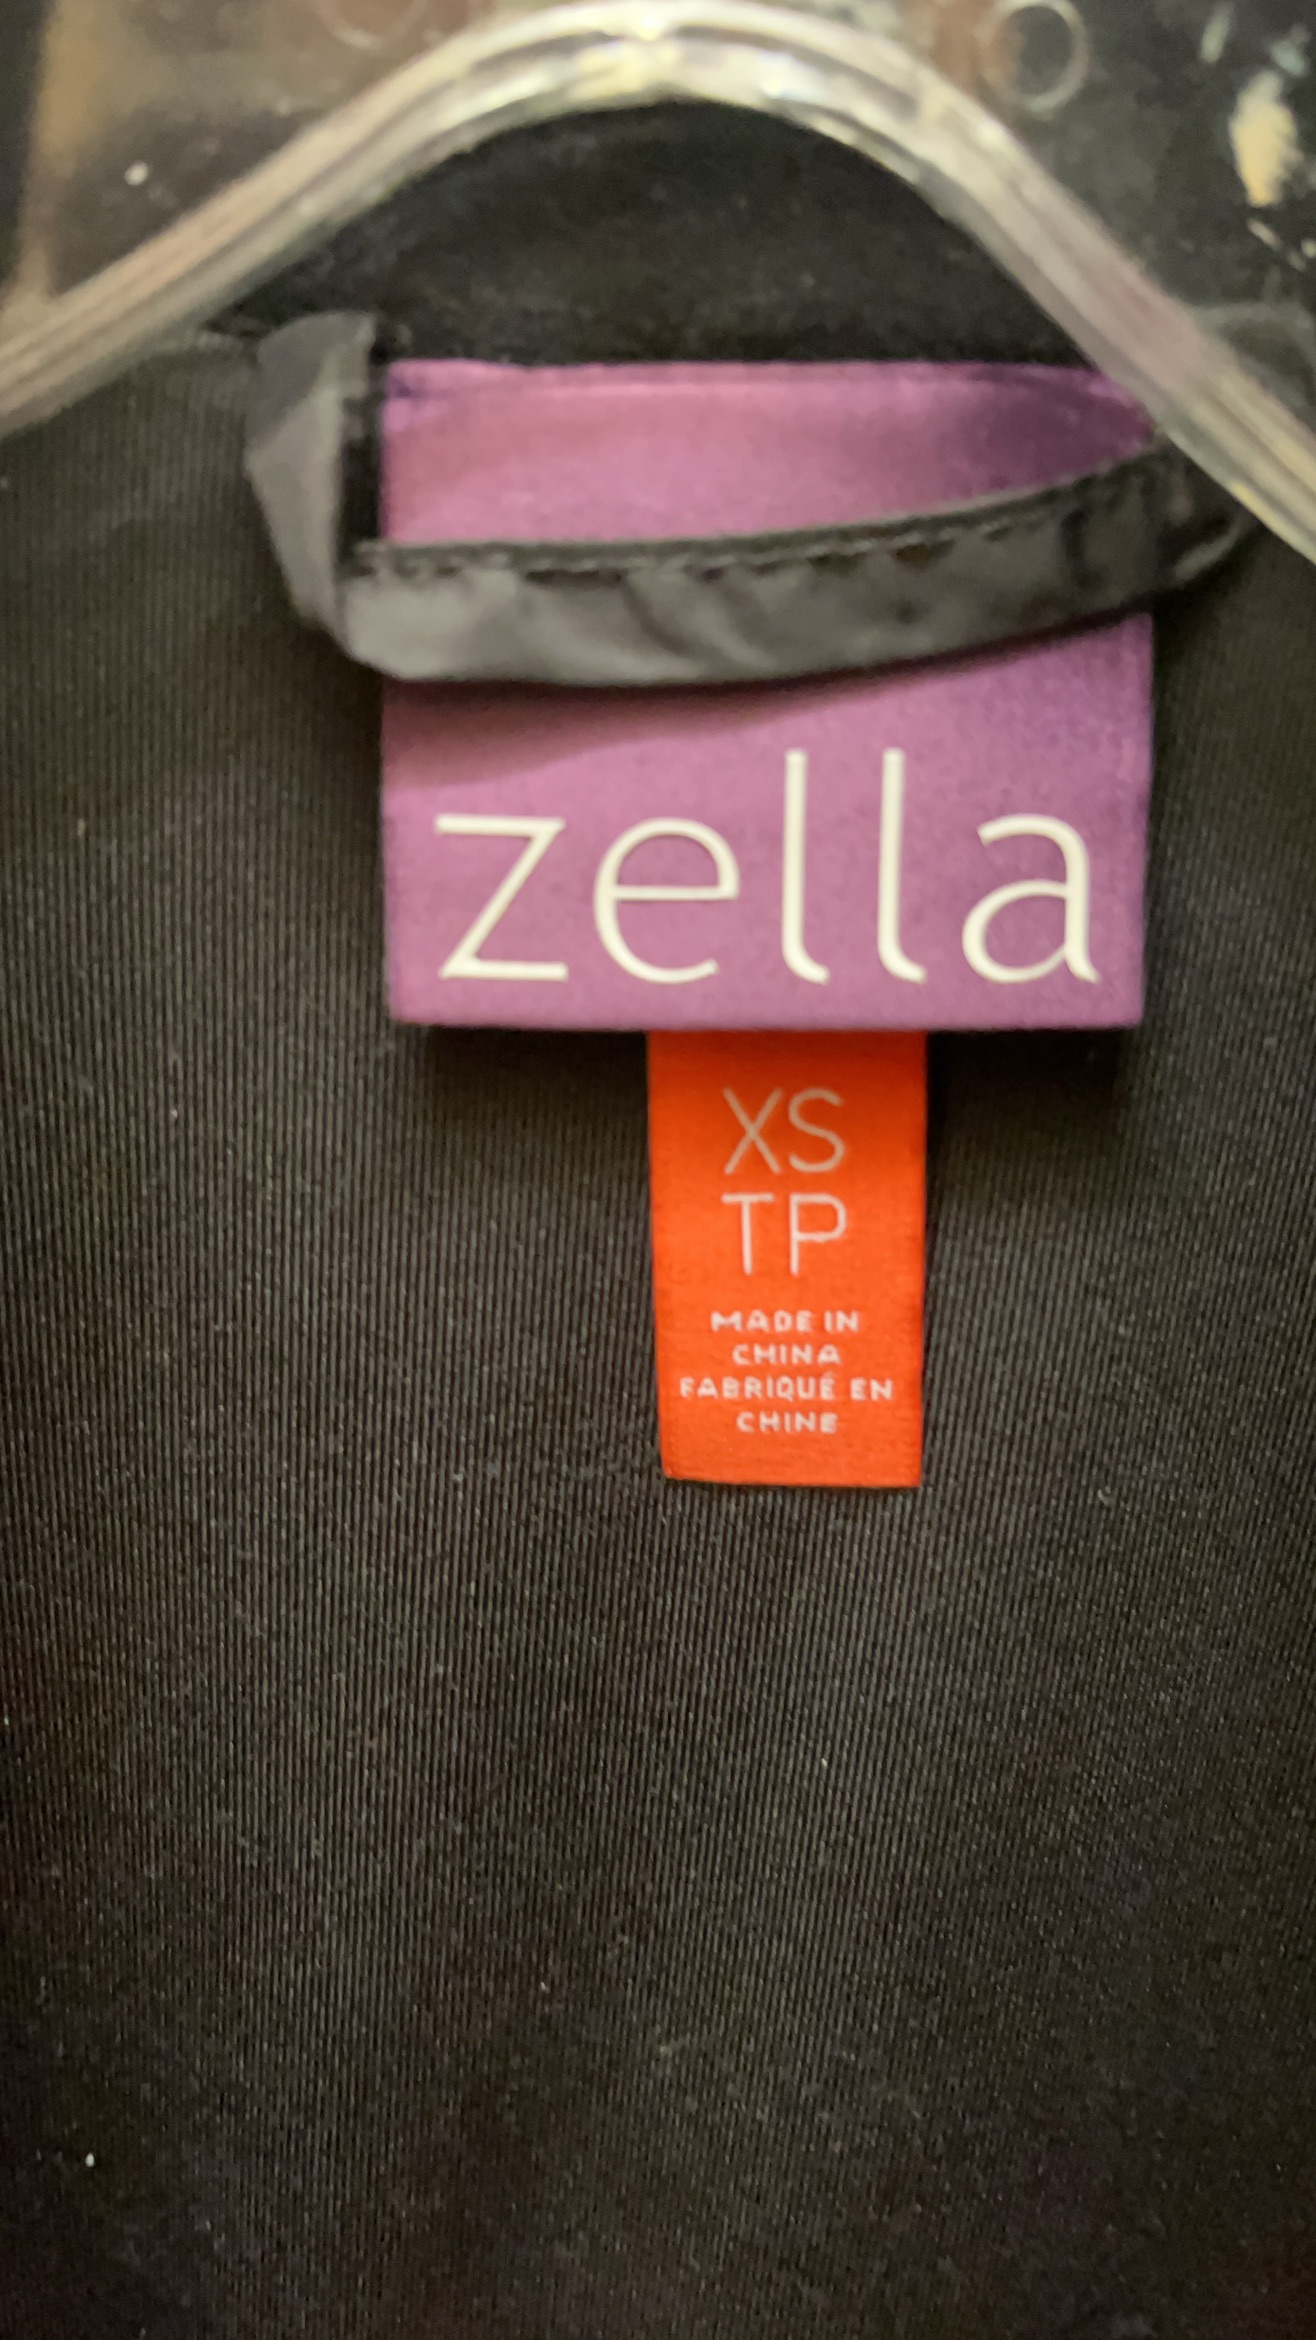 zella
XS
TP
MADE IN
CHINA
FABRIQUÉ EN
CHINE